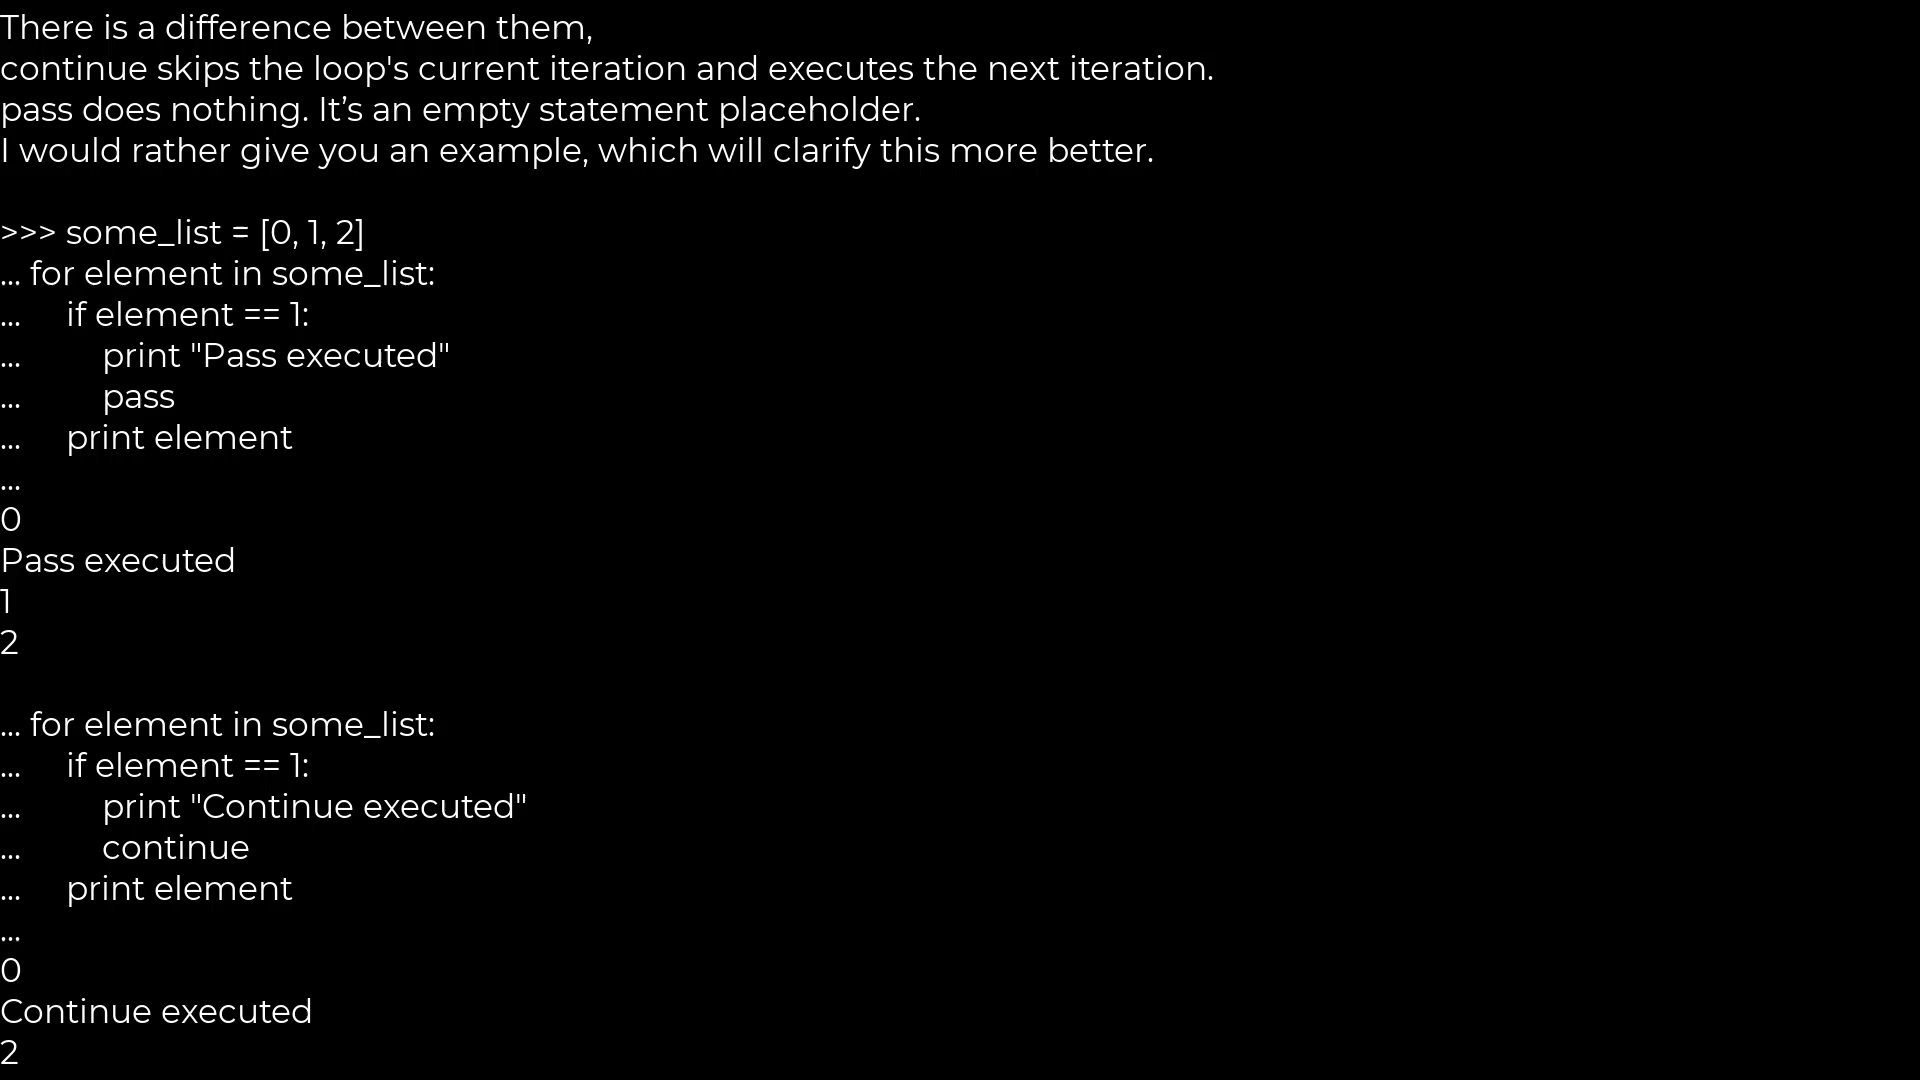 There is a difference between them,
continue skips the loop's current iteration and executes the next iteration.
pass does nothing. It’s an empty statement placeholder.
I would rather give you an example, which will clarify this more better.

>>> some_list = [0, 1, 2]
... for element in some_list:
...     if element == 1:
...         print "Pass executed"
...         pass
...     print element
...
0
Pass executed
1
2

... for element in some_list:
...     if element == 1:
...         print "Continue executed"
...         continue
...     print element
...
0
Continue executed
2